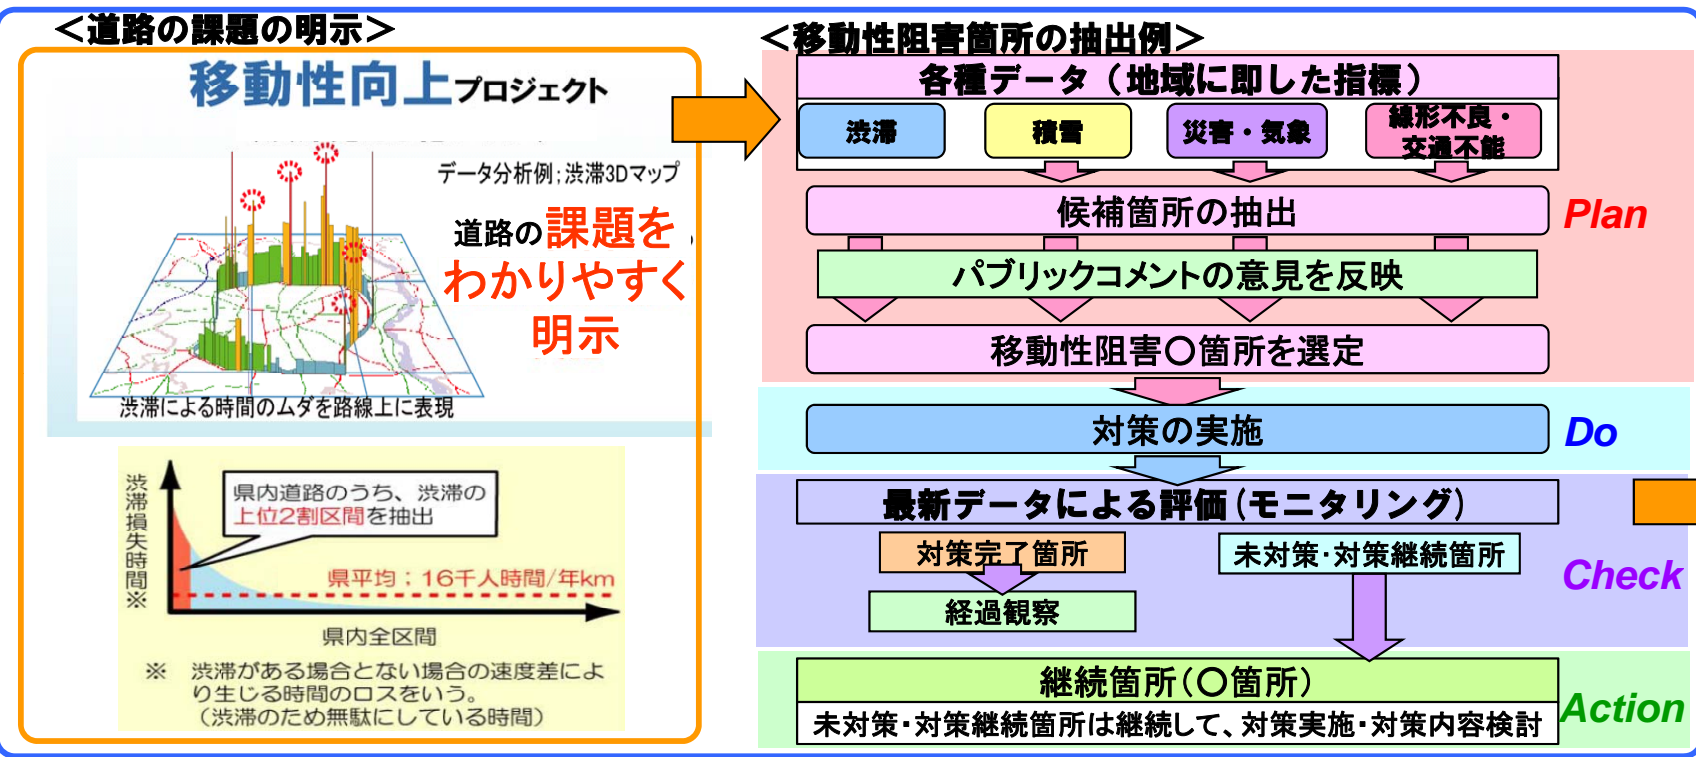 ＜道路の課題の明示＞
移動性向上プロジェクト
データ分析例;渋滞3Dマップ
道路の課題を
わかりやすく
明示
渋滞による時間のムダを路線上に表現
渋滞損失時間※
県内道路のうち、渋滞の
上位2割区間を抽出
県平均；16千人時間/年km
県内全区間
※ 渋滞がある場合とない場合の速度差によ
り生じる時間のロスをいう。
（渋滞のため無駄にしている時間）
＜移動性阻害箇所の抽出例＞
各種データ（地域に即した指標）
渋滞
積雪
災害・気象
線形不良・
交通不能
候補箇所の抽出
パブリックコメントの意見を反映
移動性阻害〇箇所を選定
Plan
対策の実施
Do
最新データによる評価(モニタリング)
対策完了箇所
未対策･対策継続箇所
経過観察
Check
継続箇所(〇箇所)
未対策･対策継続箇所は継続して、対策実施･対策内容検討
Action